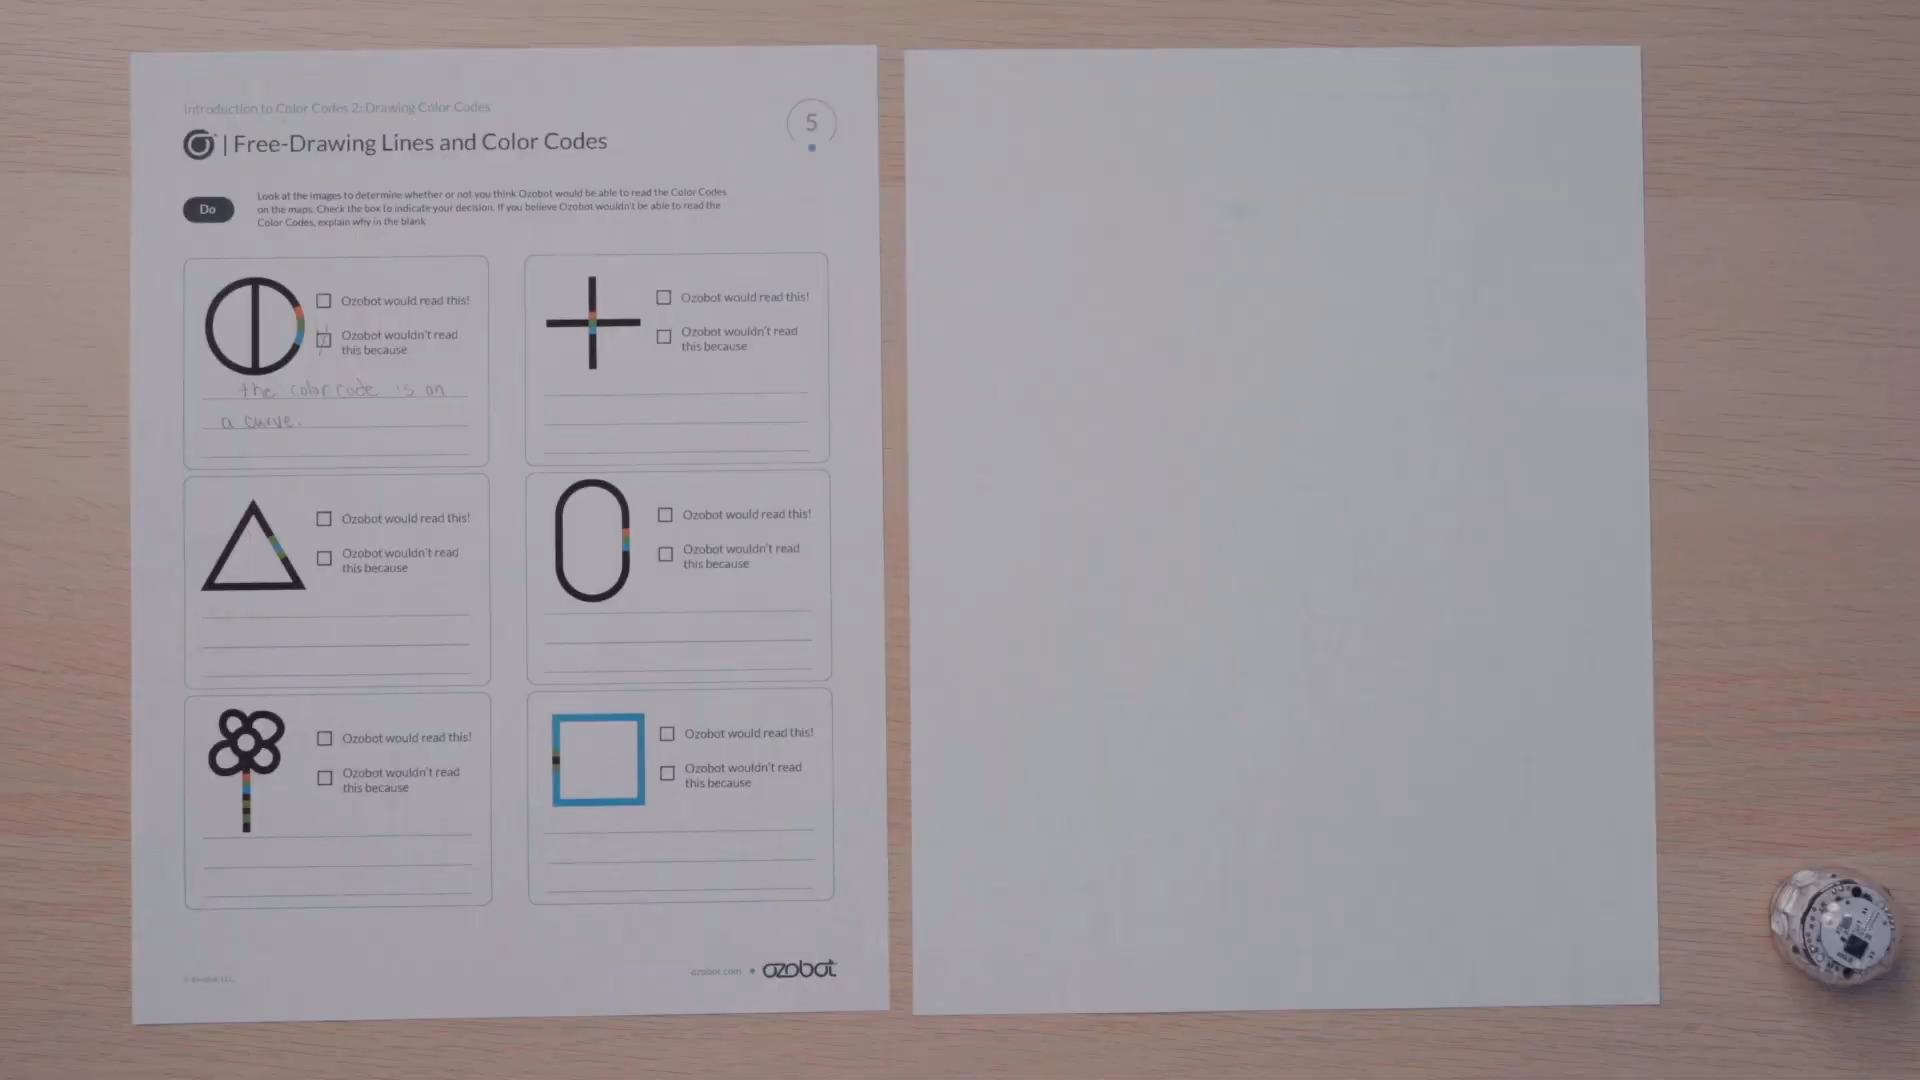 Introduction to Color Codes 2: Drawing Color Codes
| Free-Drawing Lines and Color Codes
5
Do
Look at the images to determine whether or not you think Ozobot would be able to read the Color Codes
on the maps. Check the box to indicate your decision. If you believe Ozobot wouldn't be able to read the
Color Codes, explain why in the blank
Ozobot would read this!
Ozobot wouldn't read
this because
the color code is on
a curve.
Ozobot would read this!
Ozobot wouldn't read
this because
Ozobot would read this!
Ozobot wouldn't read
this because
Ozobot would read this!
Ozobot wouldn't read
this because
Ozobot would read this!
Ozobot wouldn't read
this because
Ozobot would read this!
Ozobot wouldn't read
this because
ozobot.com • ozobot